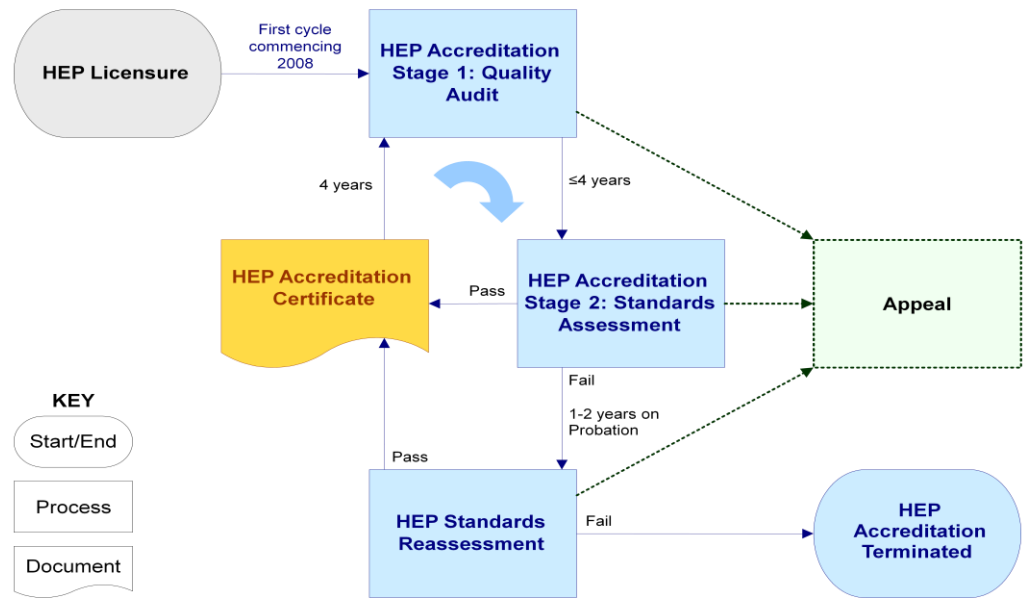 HEP Licensure
First cycle
commencing
2008
HEP Accreditation
Stage 1: Quality
Audit
4 years
≤4 years
HEP Accreditation
Certificate
Pass
HEP Accreditation
Stage 2: Standards
Assessment
Appeal
Fail
1-2 years on
Probation
KEY
Start/End
Process
Document
Pass
HEP Standards
Reassessment
Fail
HEP
Accreditation
Terminated